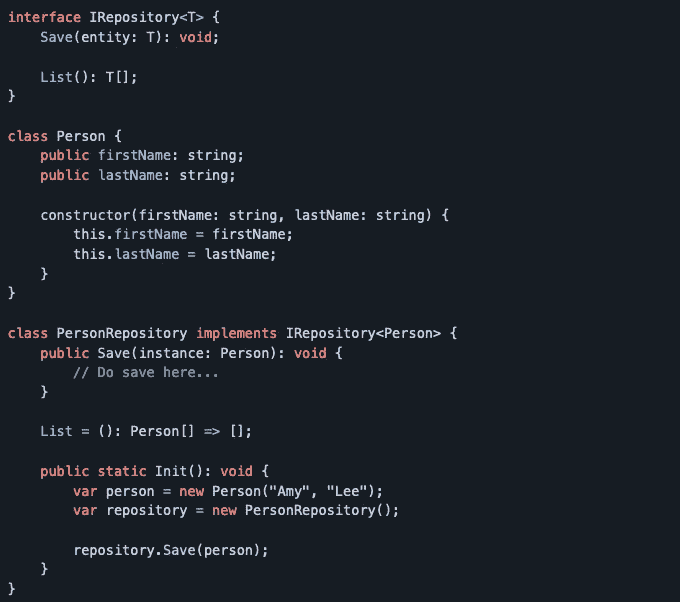 interface IRepository<T> {
    Save(entity: T): void;

    List(): T[];
}

class Person {
    public firstName: string;
    public lastName: string;

    constructor(firstName: string, lastName: string) {
        this.firstName = firstName;
        this.lastName = lastName;
    }
}

class PersonRepository implements IRepository<Person> {
    public Save(instance: Person): void {
        // Do save here...
    }

    List = (): Person[] => [];

    public static Init(): void {
        var person = new Person("Amy", "Lee");
        var repository = new PersonRepository();

        repository.Save(person);
    }
}